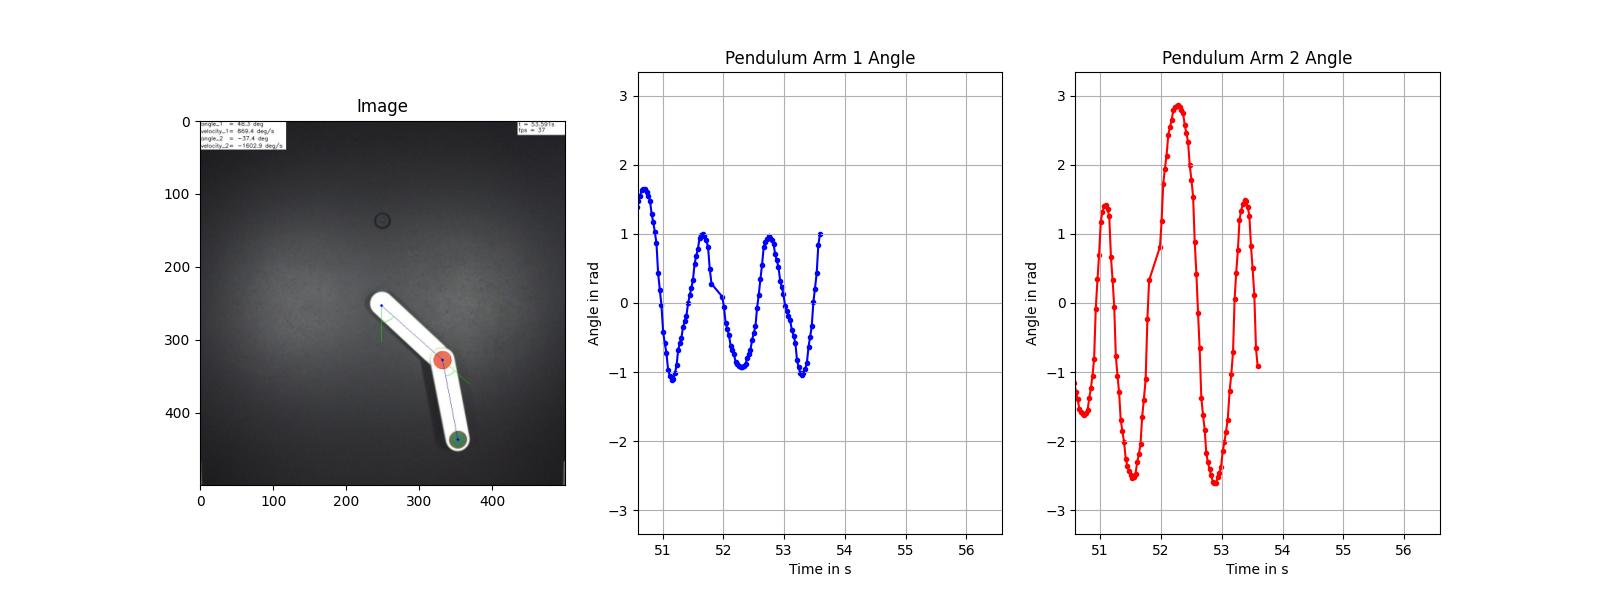 Image
angle_1 = 48.3 deg
velocity_1= 869.4 deg/s
angle_2 = -37.4 deg
velocity_2= -1602.9 deg/s
t = 53.591s
fps = 37
0
100
200
300
400
0 100 200 300 400
Pendulum Arm 1 Angle
Angle in rad
3
2
1
0
−1
−2
−3
51 52 53 54 55 56
Time in s
Pendulum Arm 2 Angle
Angle in rad
3
2
1
0
−1
−2
−3
51 52 53 54 55 56
Time in s